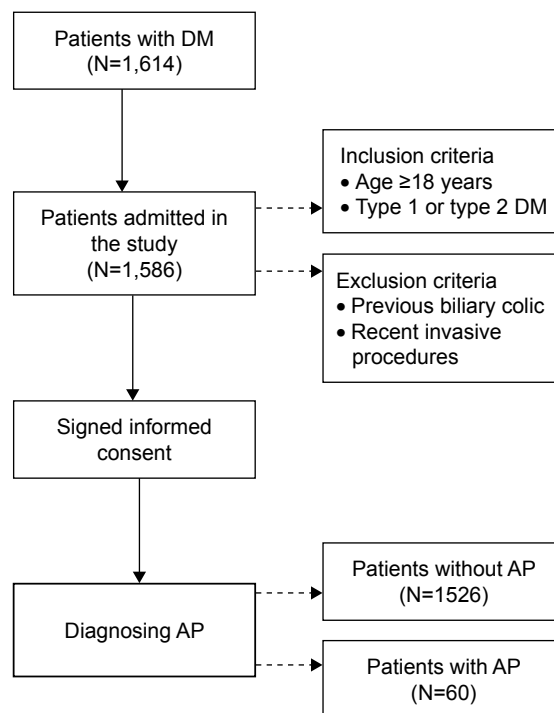 Patients with DM
(N=1,614)
Inclusion criteria
• Age ≥18 years
• Type 1 or type 2 DM
Patients admitted in
the study
(N=1,586)
Exclusion criteria
• Previous biliary colic
• Recent invasive
procedures
Signed informed
consent
Patients without AP
(N=1526)
Diagnosing AP
Patients with AP
(N=60)